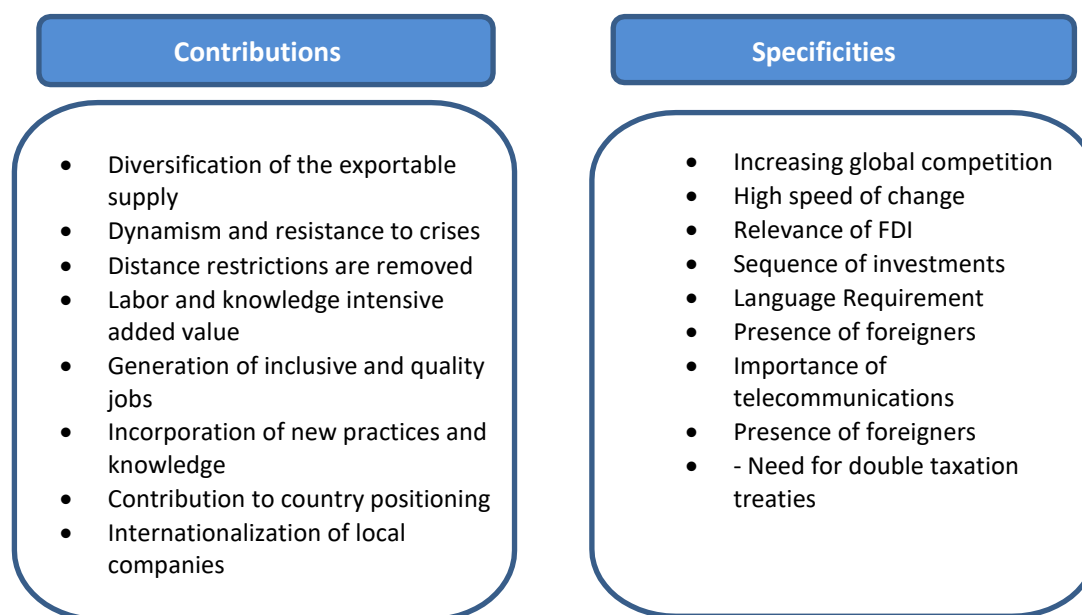 Contributions
• Diversification of the exportable
supply
• Dynamism and resistance to crises
• Distance restrictions are removed
• Labor and knowledge intensive
added value
• Generation of inclusive and quality
jobs
• Incorporation of new practices and
knowledge
• Contribution to country positioning
• Internationalization of local
companies
Specificities
• Increasing global competition
• High speed of change
• Relevance of FDI
• Sequence of investments
• Language Requirement
• Presence of foreigners
• Importance of
telecommunications
• Presence of foreigners
• - Need for double taxation
treaties